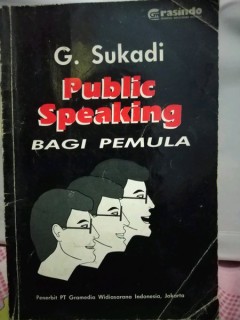 Grasindo
G. Sukadi
Public
Speaking
BAGI PEMULA
Penerbit PT Gramedia Widiasarana Indonesia, Jakarta